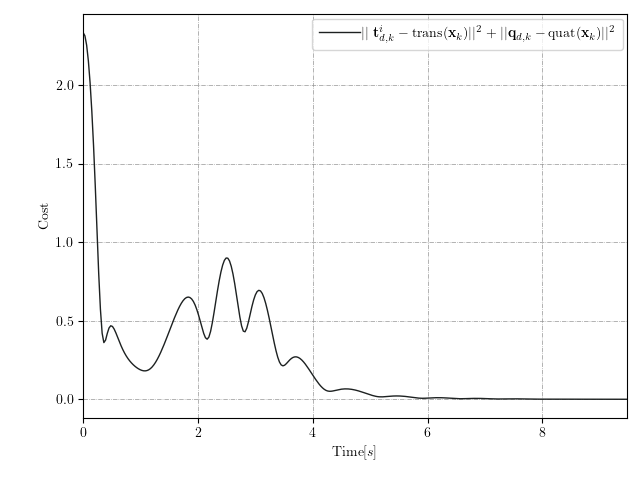 || t^i_{d,k} − trans(x_k)||^2 + ||q_{d,k} − quat(x_k)||^2
2.0
1.5
1.0
0.5
0.0
Cost
0 2 4 6 8
Time[s]